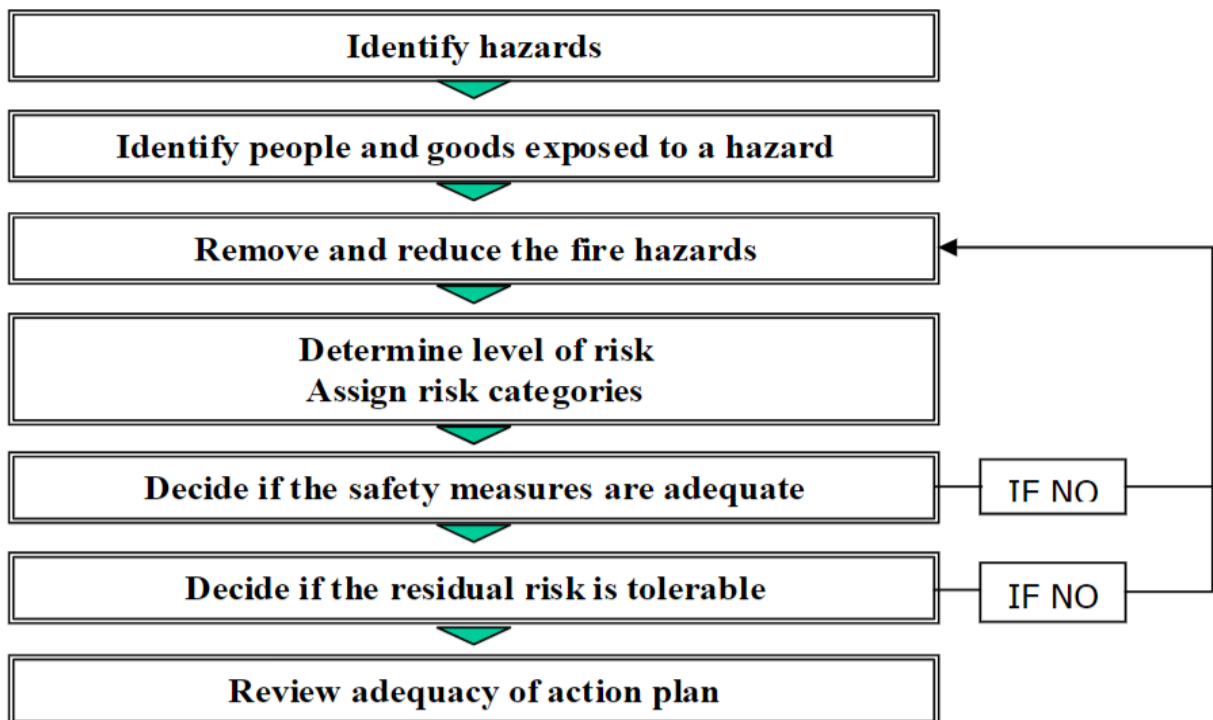 Identify hazards
Identify people and goods exposed to a hazard
Remove and reduce the fire hazards
Determine level of risk
Assign risk categories
Decide if the safety measures are adequate
IF NO
Decide if the residual risk is tolerable
IF NO
Review adequacy of action plan